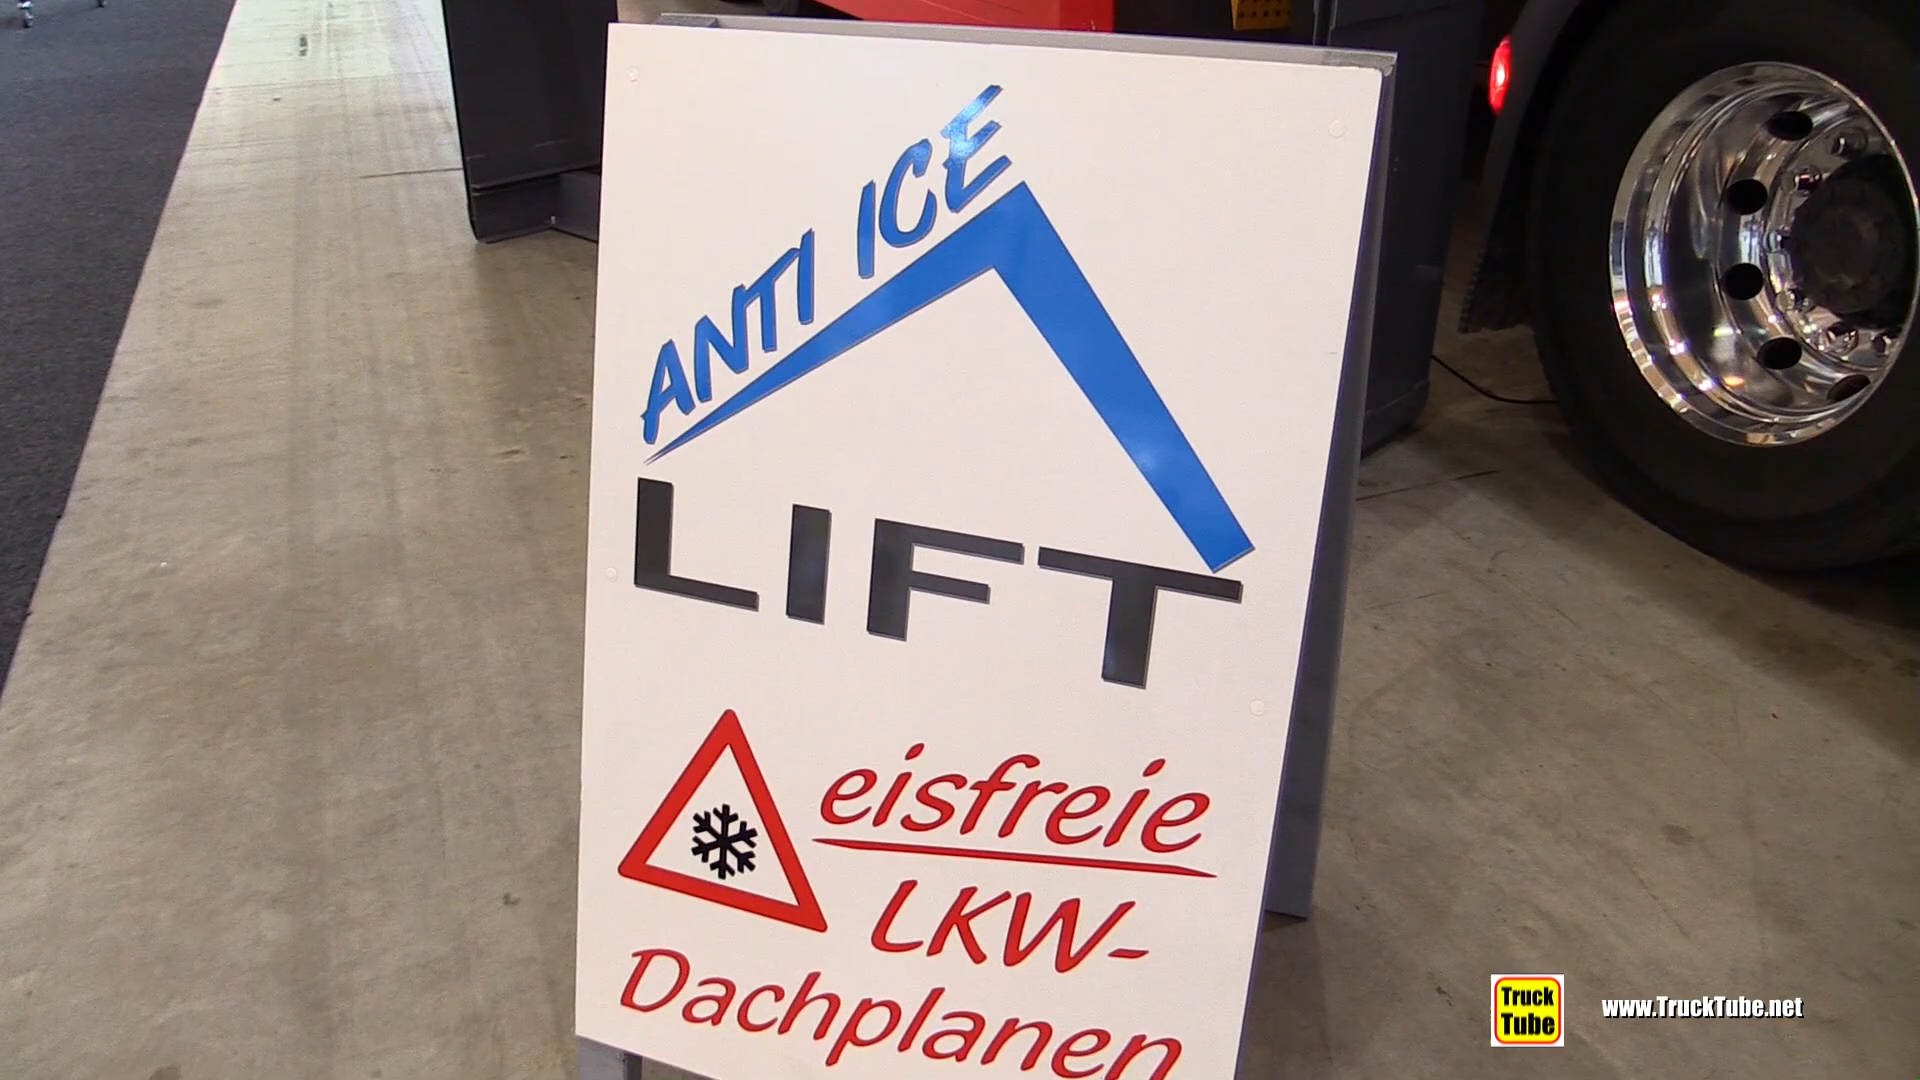 ANTI ICE
LIFT
eisfreie
LKW-
Dachplanen
Truck
Tube
www.TruckTube.net